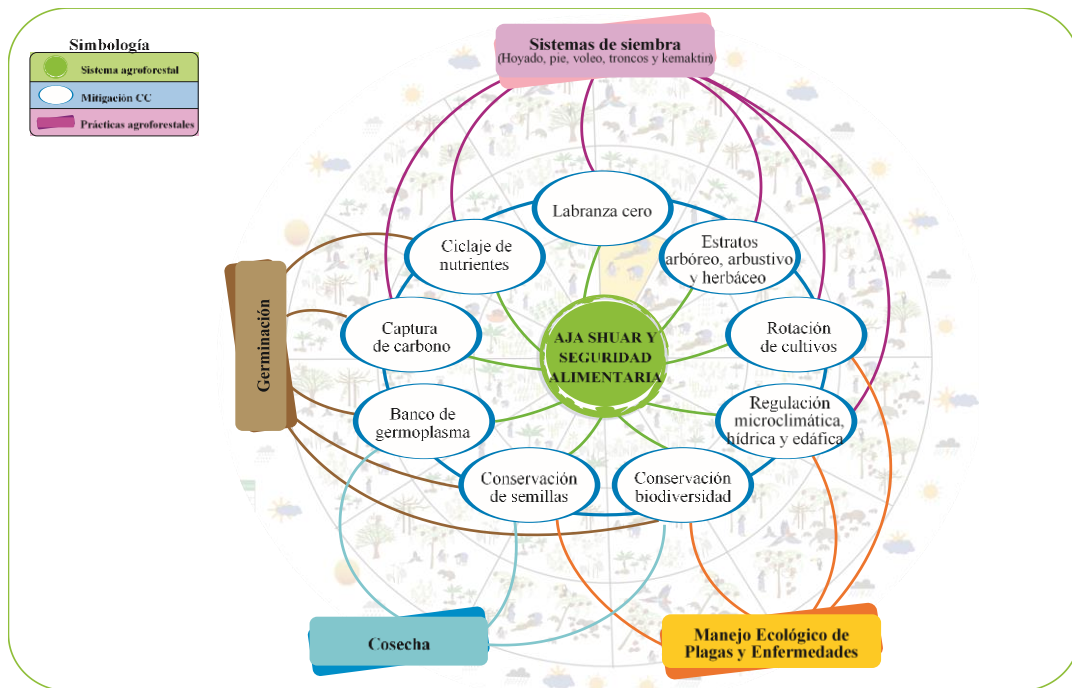 Simbología
Sistema agroforestal
Mitigación CC
Prácticas agroforestales
Sistemas de siembra
(Hoyado, pie, voleo, troncos y kemaktin)
Labranza cero
Ciclaje de
nutrientes
Estratos
arbóreo, arbustivo
y herbáceo
Captura
de carbono
Rotación
de cultivos
AJA SHUAR Y
SEGURIDAD
ALIMENTARIA
Germinación
Banco de
germoplasma
Regulación
microclimática,
hídrica y edáfica
Conservación
de semillas
Conservación
biodiversidad
Cosecha
Manejo Ecológico de
Plagas y Enfermedades